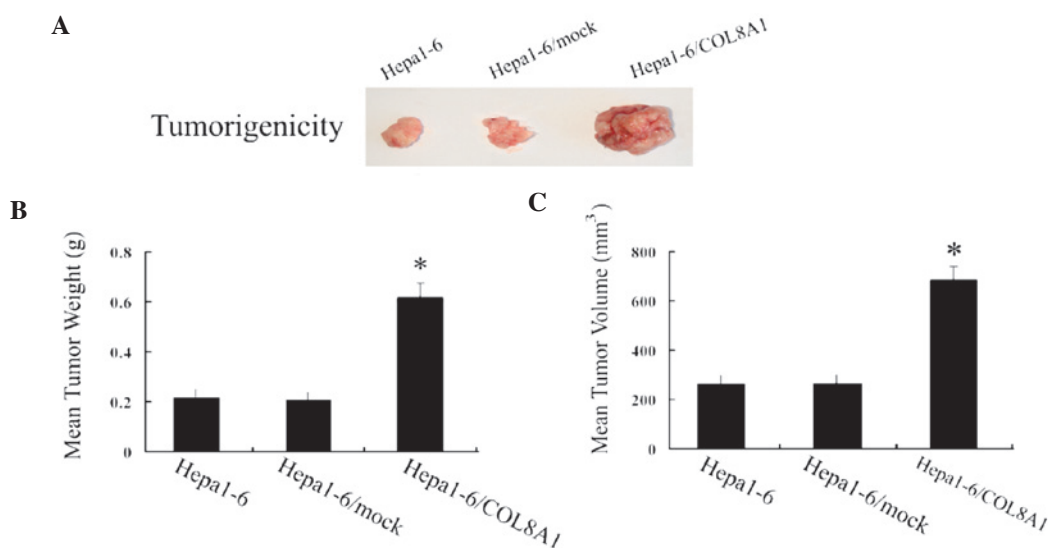 A
Hepa1-6
Hepa1-6/mock
Hepa1-6/COL8A1
Tumorigenicity
B
Mean Tumor Weight (g)
0.8
0.6
0.4
0.2
0
*
Hepa1-6
Hepa1-6/mock
Hepa1-6/COL8A1
C
Mean Tumor Volume (mm³)
800
600
400
200
0
*
Hepa1-6
Hepa1-6/mock
Hepa1-6/COL8A1